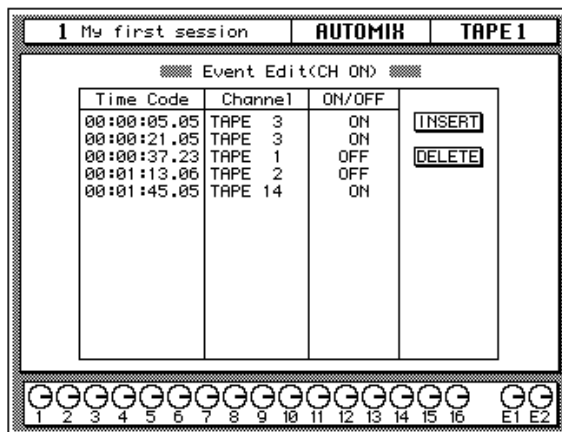 1 My first session AUTOMIX TAPE 1
Event Edit(CH ON)
Time Code Channel ON/OFF
00:00:05.05 TAPE 3 ON INSERT
00:00:21.05 TAPE 3 ON
00:00:37.23 TAPE 1 OFF DELETE
00:01:13.06 TAPE 2 OFF
00:01:45.05 TAPE 14 ON
1 2 3 4 5 6 7 8 9 10 11 12 13 14 15 16 E1 E2